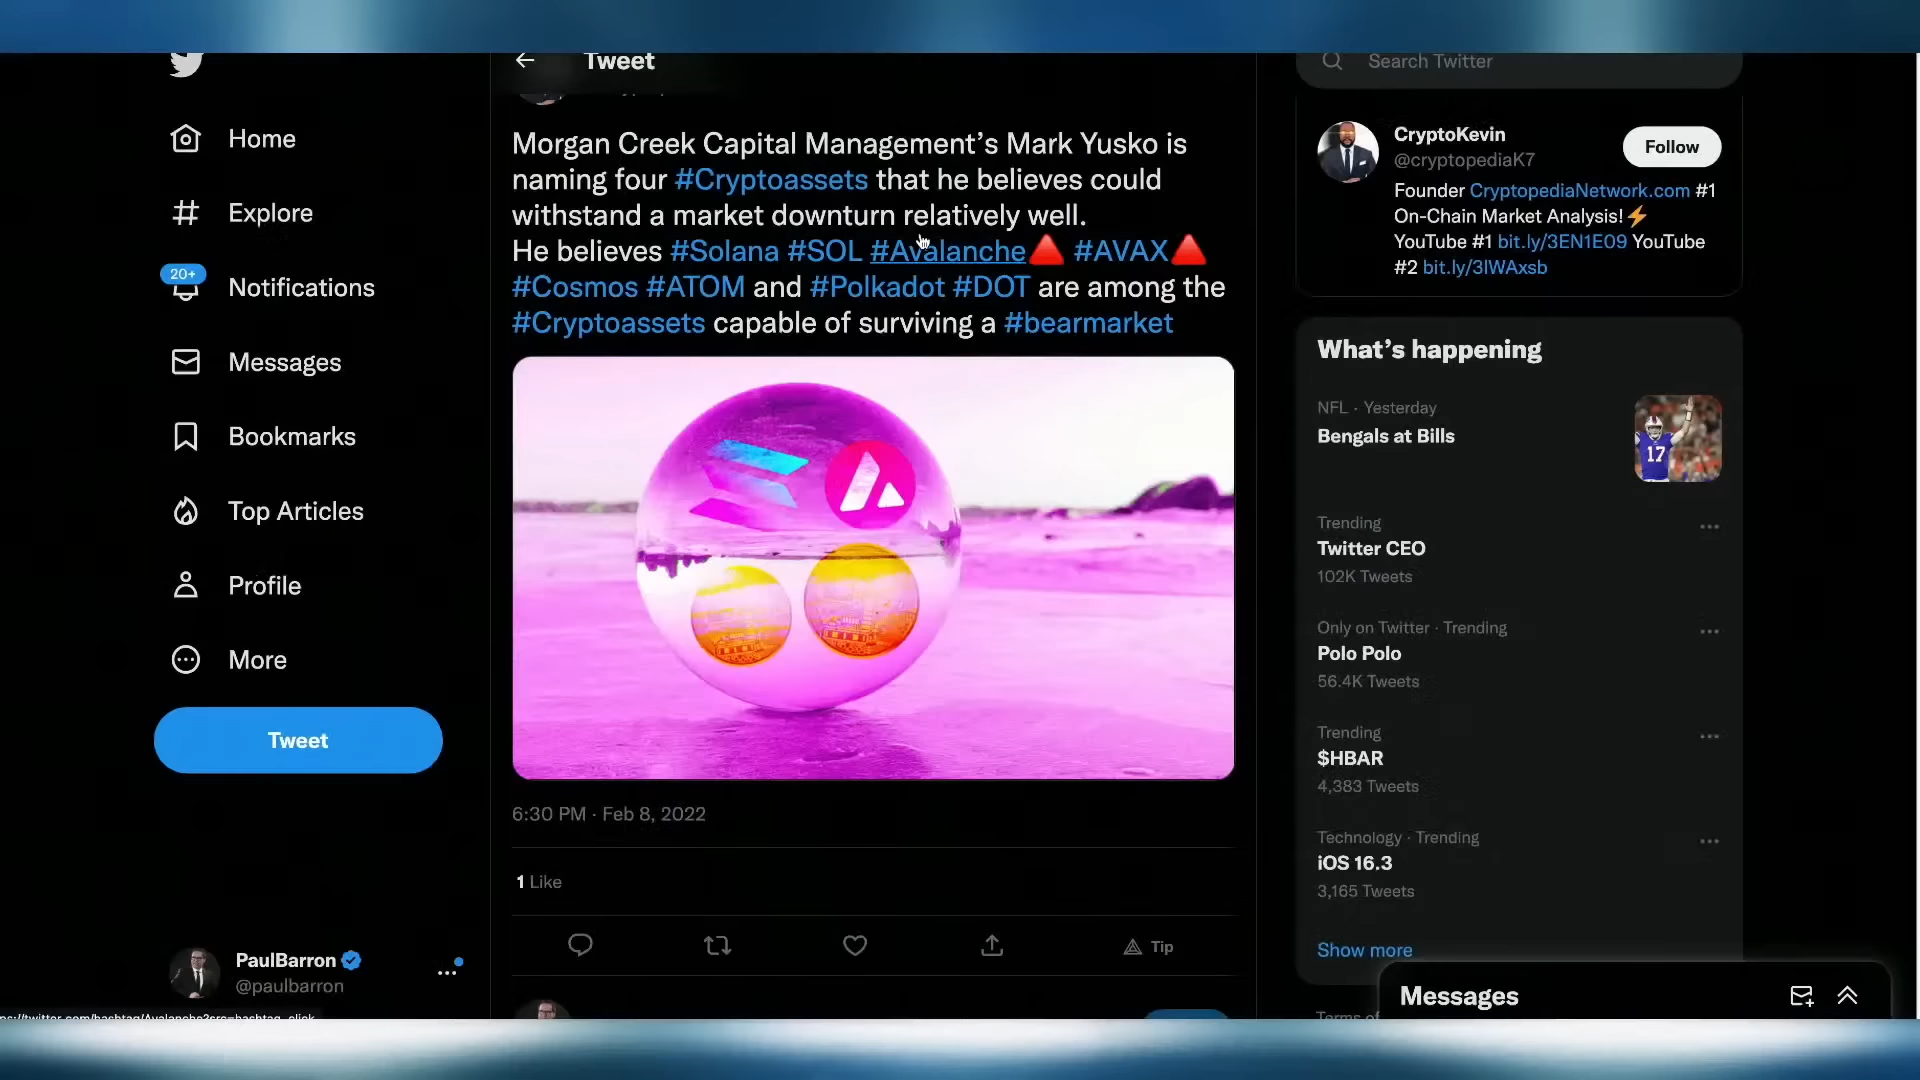 Tweet
Search Twitter
Home
Explore
20+
Notifications
Messages
Bookmarks
Top Articles
Profile
More
Tweet
PaulBarron
@paulbarron
Morgan Creek Capital Management’s Mark Yusko is
naming four #Cryptoassets that he believes could
withstand a market downturn relatively well.
He believes #Solana #SOL #Avalanche🔺 #AVAX🔺
#Cosmos #ATOM and #Polkadot #DOT are among the
#Cryptoassets capable of surviving a #bearmarket
6:30 PM · Feb 8, 2022
1 Like
Tip
CryptoKevin
@cryptopediaK7
Follow
Founder CryptopediaNetwork.com #1
On-Chain Market Analysis!⚡
YouTube #1 bit.ly/3EN1E09 YouTube
#2 bit.ly/3lWAxsb
What’s happening
NFL · Yesterday
Bengals at Bills
17
Trending
Twitter CEO
102K Tweets
Only on Twitter · Trending
Polo Polo
56.4K Tweets
Trending
$HBAR
4,383 Tweets
Technology · Trending
iOS 16.3
3,165 Tweets
Show more
Messages
Terms of